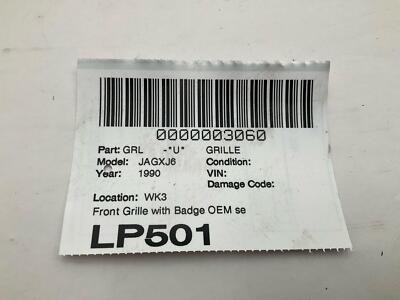 0000003060
Part: GRL -*U* GRILLE
Model: JAGXJ6 Condition:
Year: 1990 VIN:
Damage Code:
Location: WK3
Front Grille with Badge OEM se
LP501